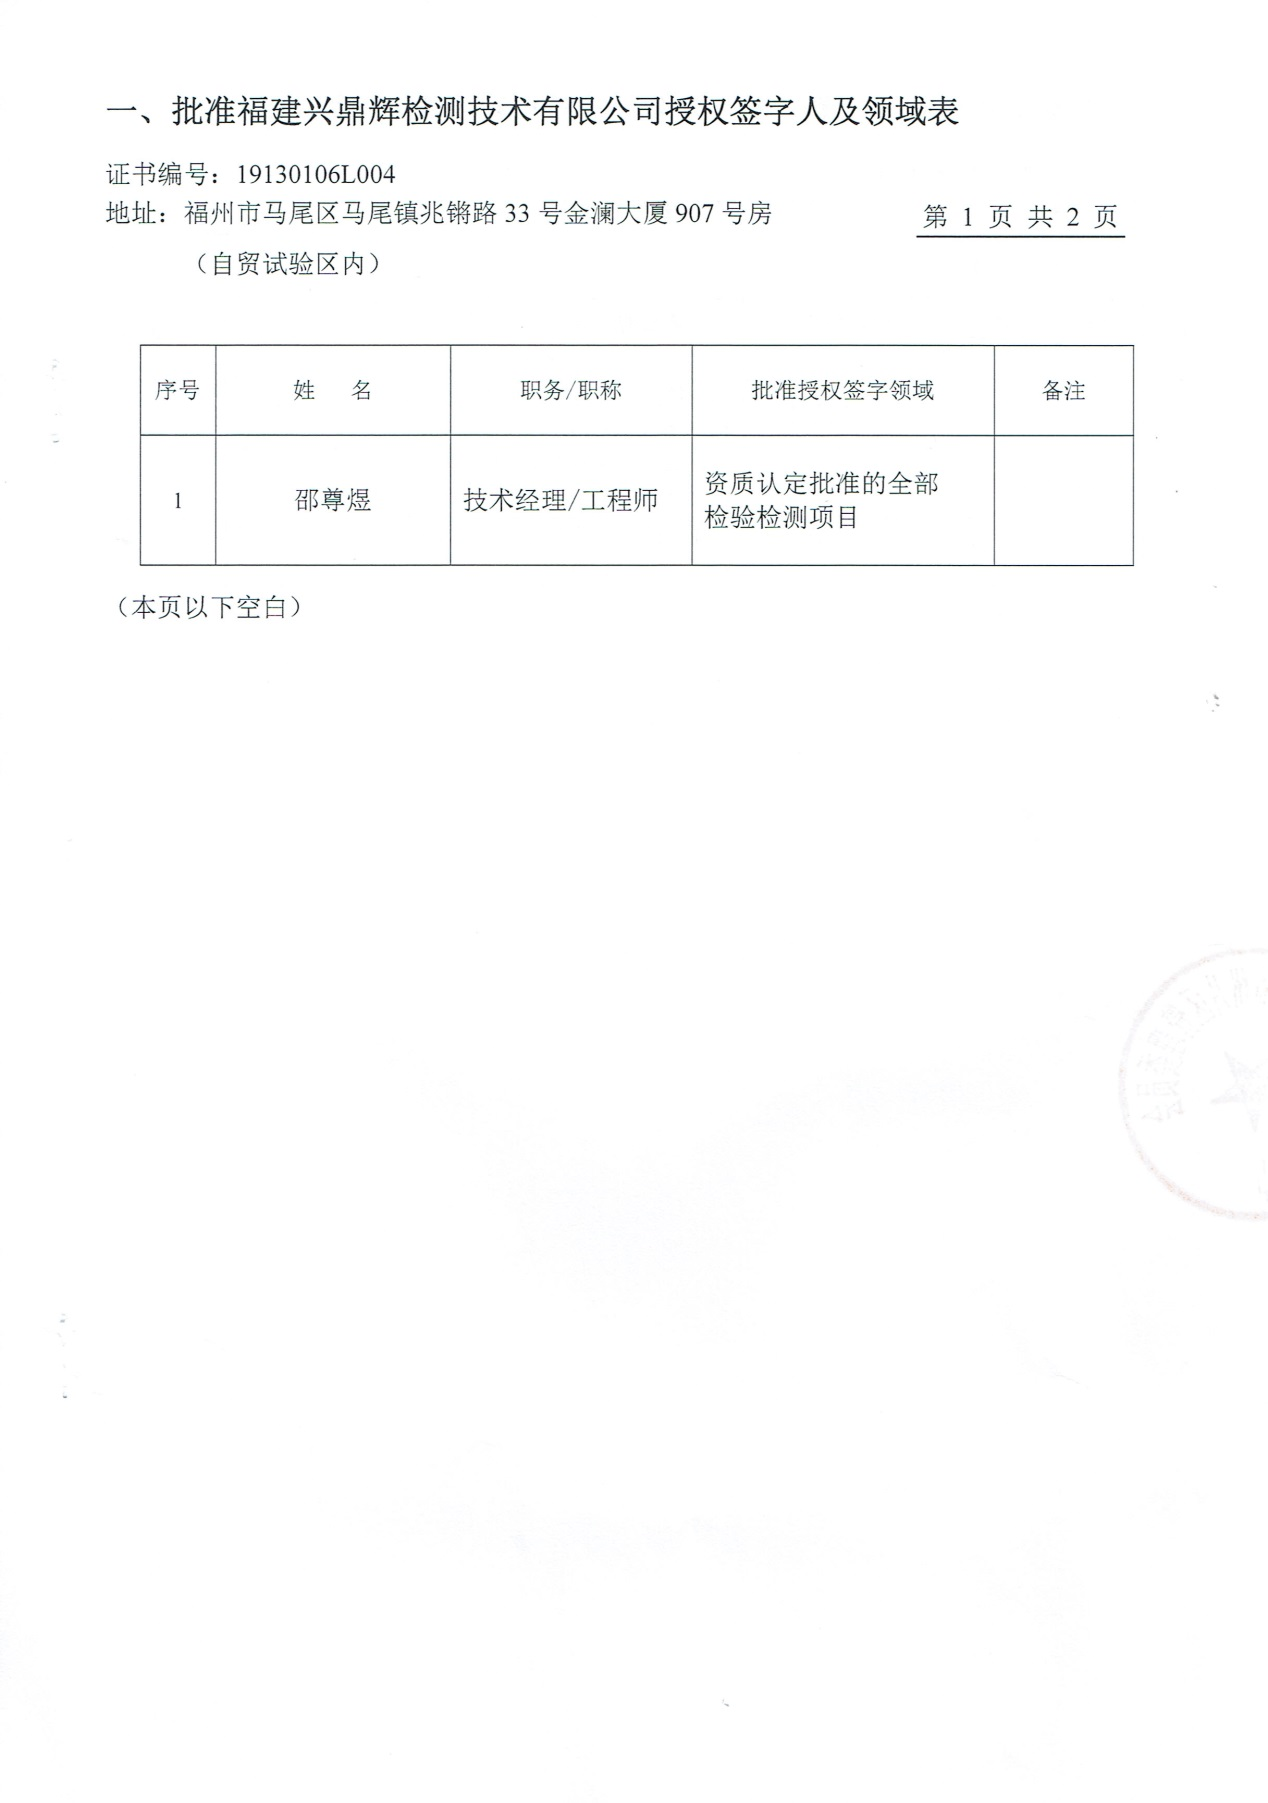 一、批准福建兴鼎辉检测技术有限公司授权签字人及领域表
证书编号：19130106L004
地址：福州市马尾区马尾镇兆锵路 33 号金澜大厦 907 号房
第 1 页 共 2 页
（自贸试验区内）
序号 姓 名 职务/职称 批准授权签字领域 备注
1 邵尊煜 技术经理/工程师 资质认定批准的全部
检验检测项目
（本页以下空白）